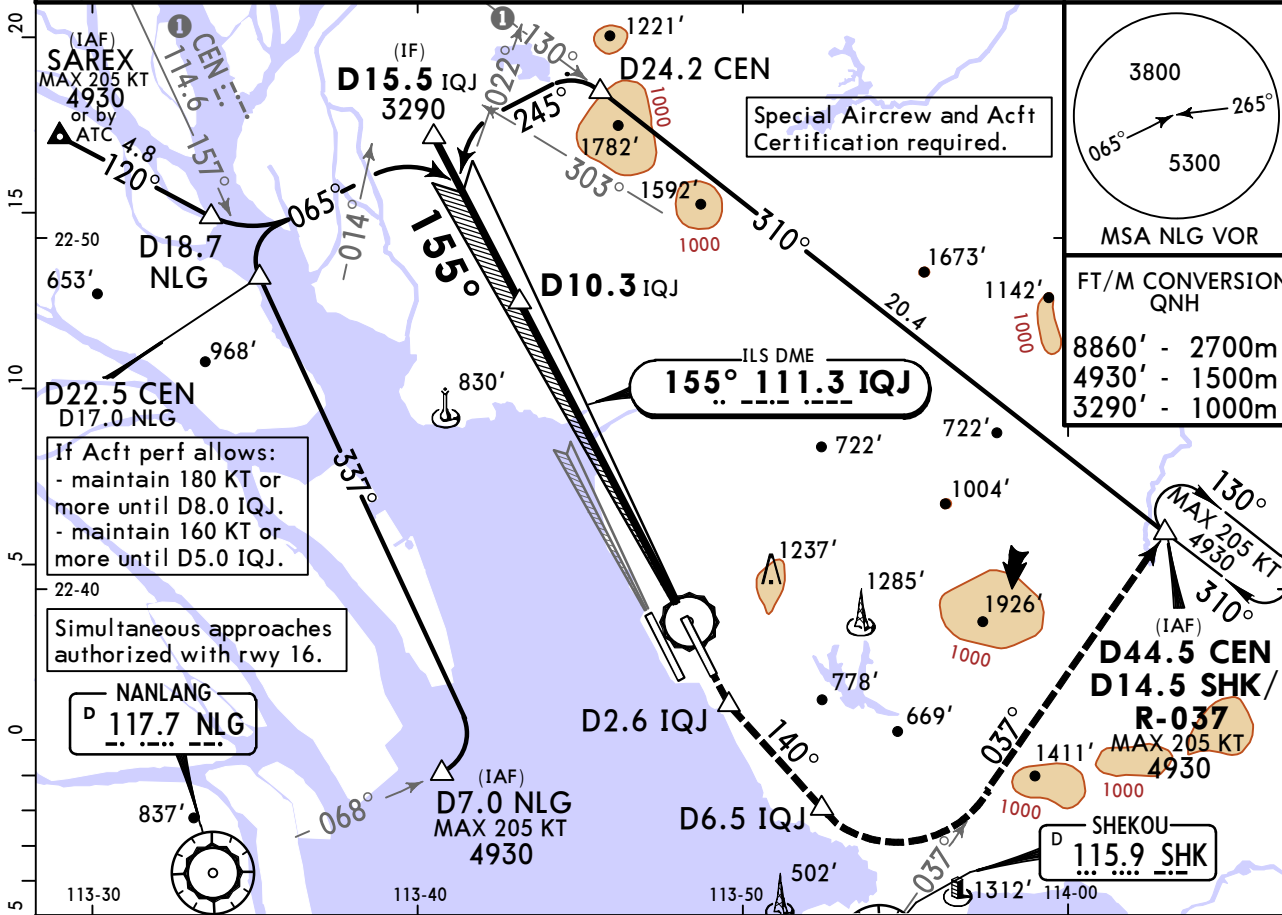 20
15
10
5
0
5
22-50
22-40
113-30
113-40
113-50
114-00
(IAF)
SAREX
MAX 205 KT
4930
or by
ATC
4.8
120°
1
CEN
114.6
157°
D18.7
NLG
065°
014°
(IF)
D15.5 IQJ
3290
1
130°
022°
245°
D24.2 CEN
1221'
1000
1782'
303°
1592'
1000
Special Aircrew and Acft
Certification required.
3800
065°
265°
5300
MSA NLG VOR
FT/M CONVERSION
QNH
8860' - 2700m
4930' - 1500m
3290' - 1000m
653'
968'
D22.5 CEN
D17.0 NLG
155°
D10.3 IQJ
310°
20.4
1673'
1142'
1000
830'
ILS DME
155° 111.3 IQJ
722'
722'
1004'
If Acft perf allows:
- maintain 180 KT or
more until D8.0 IQJ.
- maintain 160 KT or
more until D5.0 IQJ.
337°
130°
MAX 205 KT
4930
310°
1237'
1285'
1926'
1000
Simultaneous approaches
authorized with rwy 16.
(IAF)
D44.5 CEN
D14.5 SHK/
R-037
MAX 205 KT
4930
NANLANG
D 117.7 NLG
837'
068°
(IAF)
D7.0 NLG
MAX 205 KT
4930
D2.6 IQJ
140°
778'
669'
037°
1411'
1000
1000
D6.5 IQJ
037°
SHEKOU
D 115.9 SHK
502'
1312'